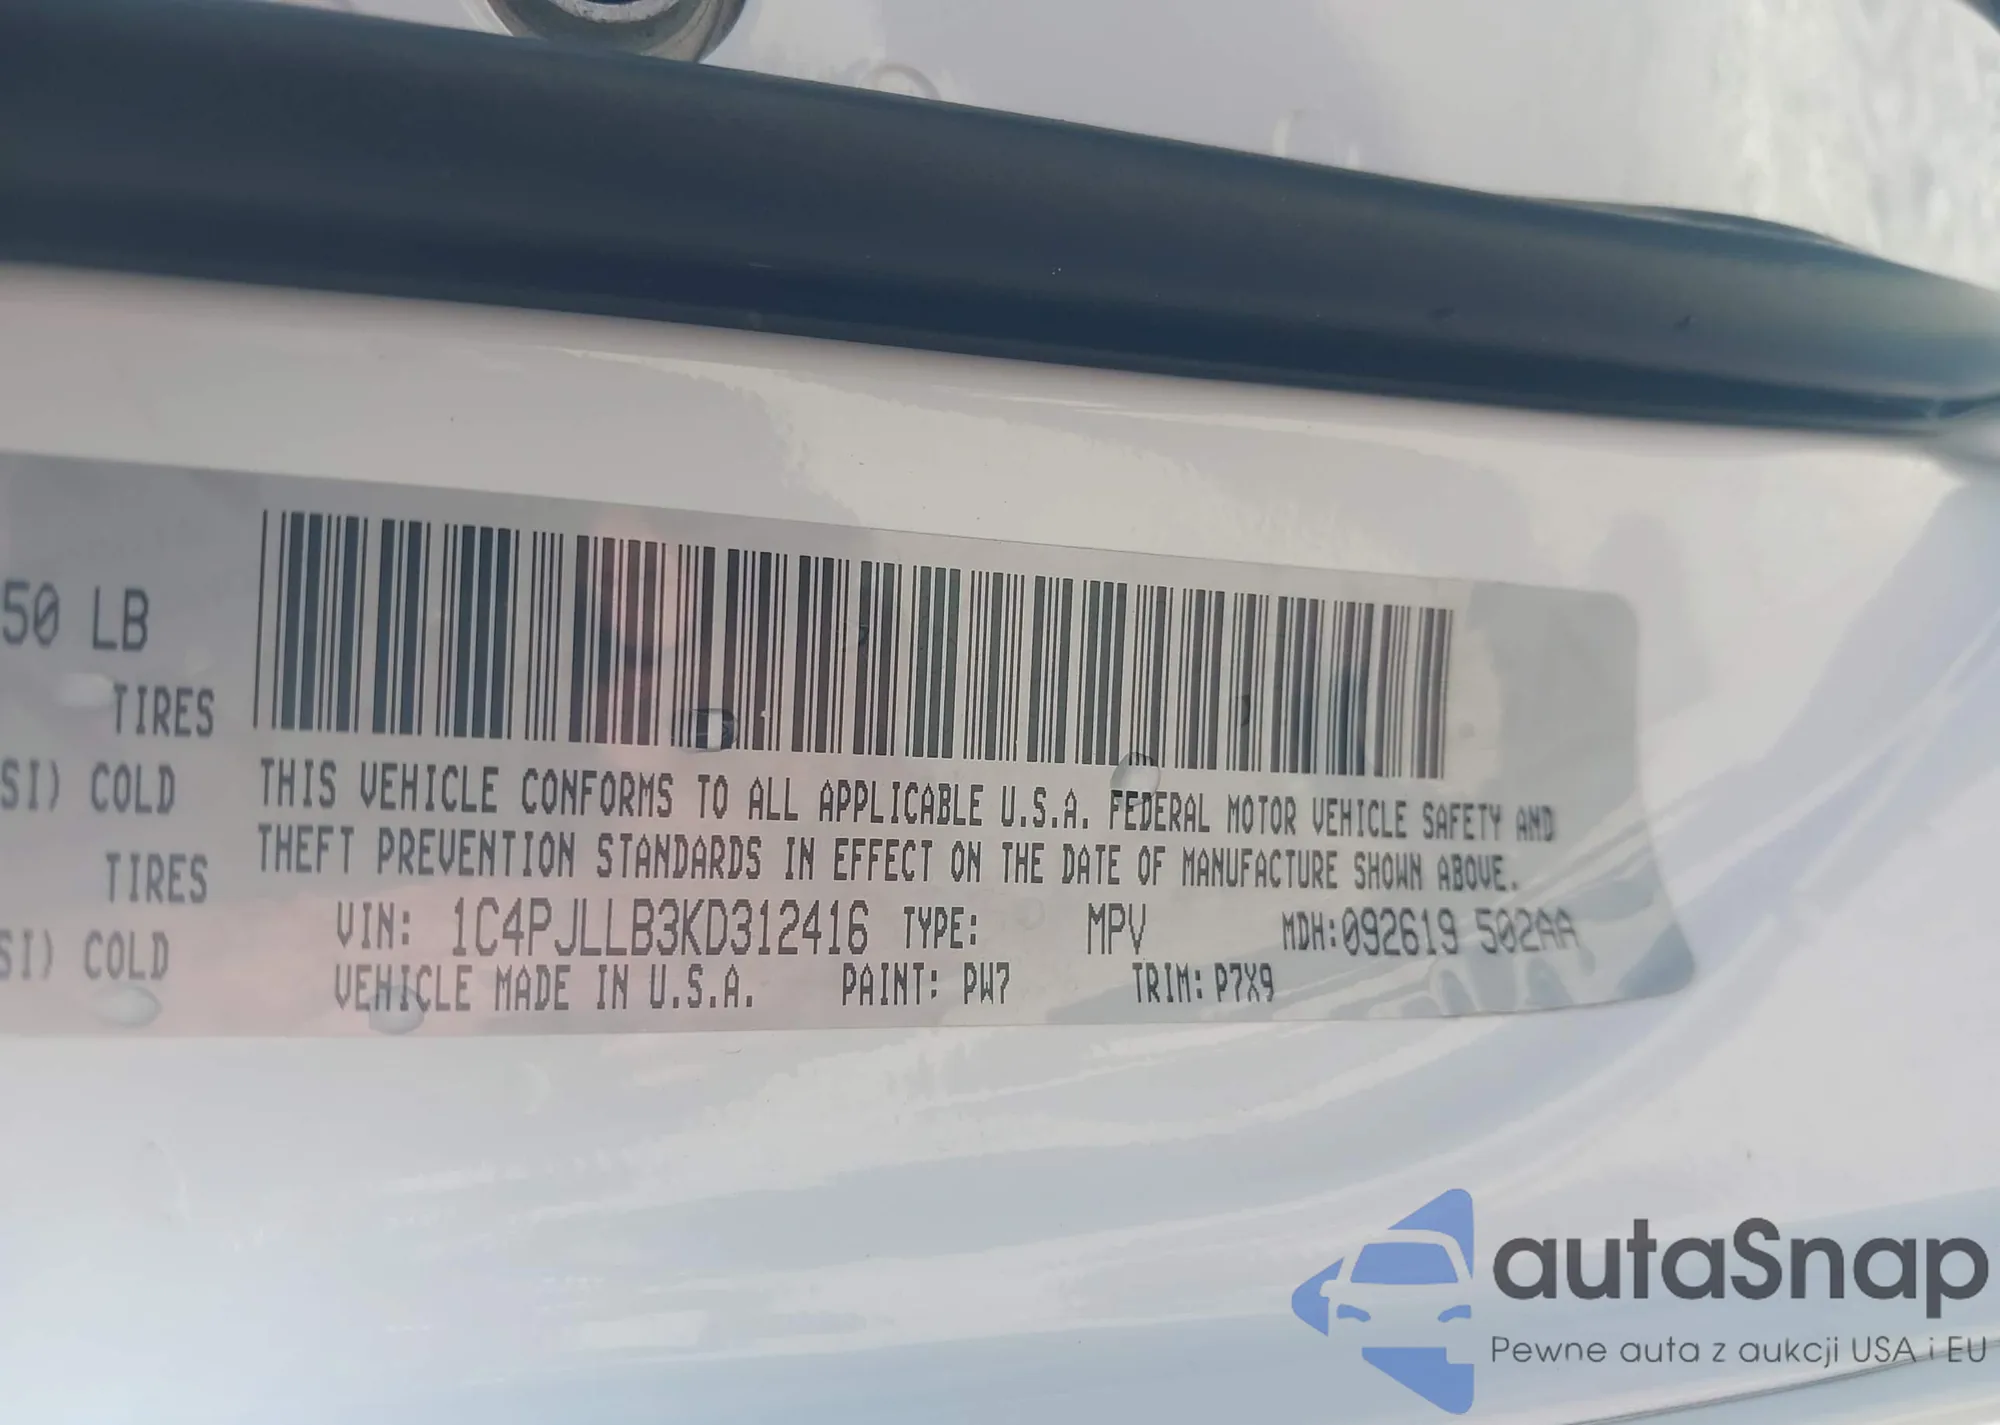 50 LB
TIRES
SI) COLD
TIRES
SI) COLD
THIS VEHICLE CONFORMS TO ALL APPLICABLE U.S.A. FEDERAL MOTOR VEHICLE SAFETY AND
THEFT PREVENTION STANDARDS IN EFFECT ON THE DATE OF MANUFACTURE SHOWN ABOVE.
VIN: 1C4PJLLB3KD312416 TYPE: MPV MDH:092619 502AA
VEHICLE MADE IN U.S.A. PAINT: PW7 TRIM: P7X9
autaSnap
Pewne auta z aukcji USA i EU